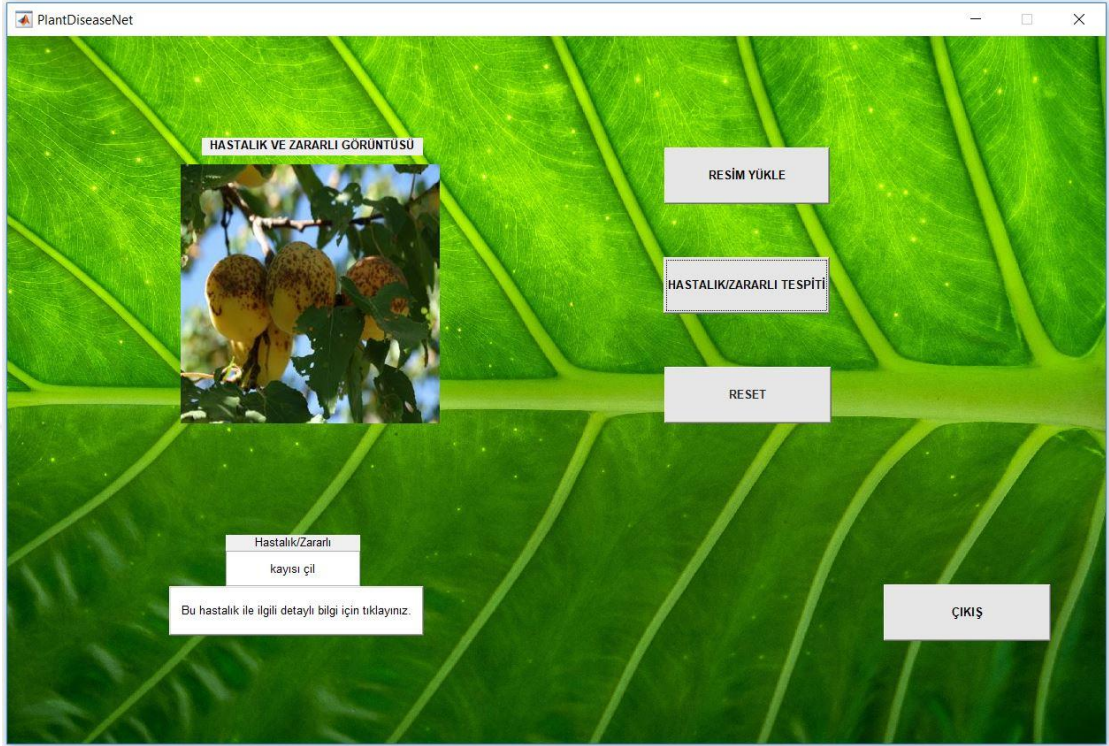 PlantDiseaseNet
HASTALIK VE ZARARLI GÖRÜNTÜSÜ
RESİM YÜKLE
HASTALIK/ZARARLI TESPİTİ
RESET
Hastalık/Zararlı
kayısı çil
Bu hastalık ile ilgili detaylı bilgi için tıklayınız.
ÇIKIŞ